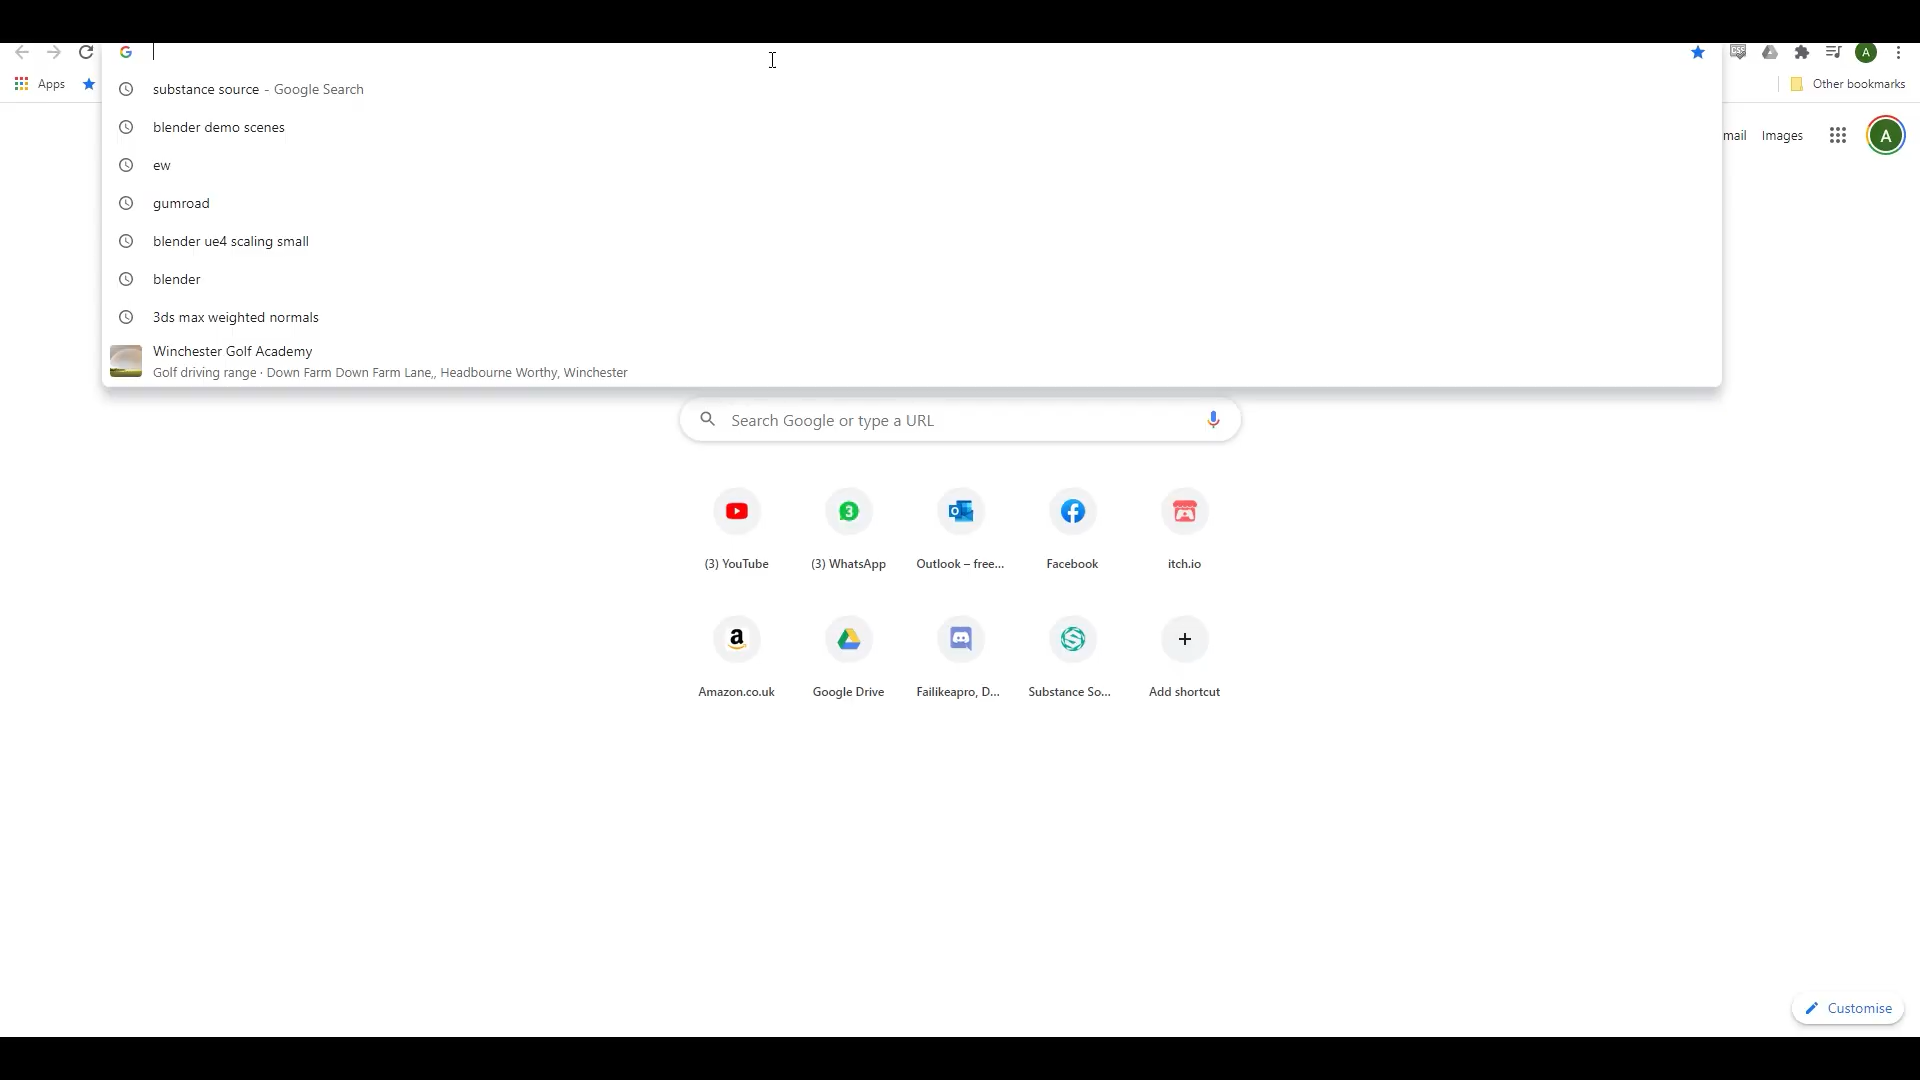 A
Apps
Other bookmarks
substance source - Google Search
blender demo scenes
ew
gumroad
blender ue4 scaling small
blender
3ds max weighted normals
Winchester Golf Academy
Golf driving range · Down Farm Down Farm Lane,, Headbourne Worthy, Winchester
mail Images A
Search Google or type a URL
3
(3) YouTube (3) WhatsApp Outlook – free... Facebook itch.io
Amazon.co.uk Google Drive Failikeapro, D... Substance So... Add shortcut
Customise